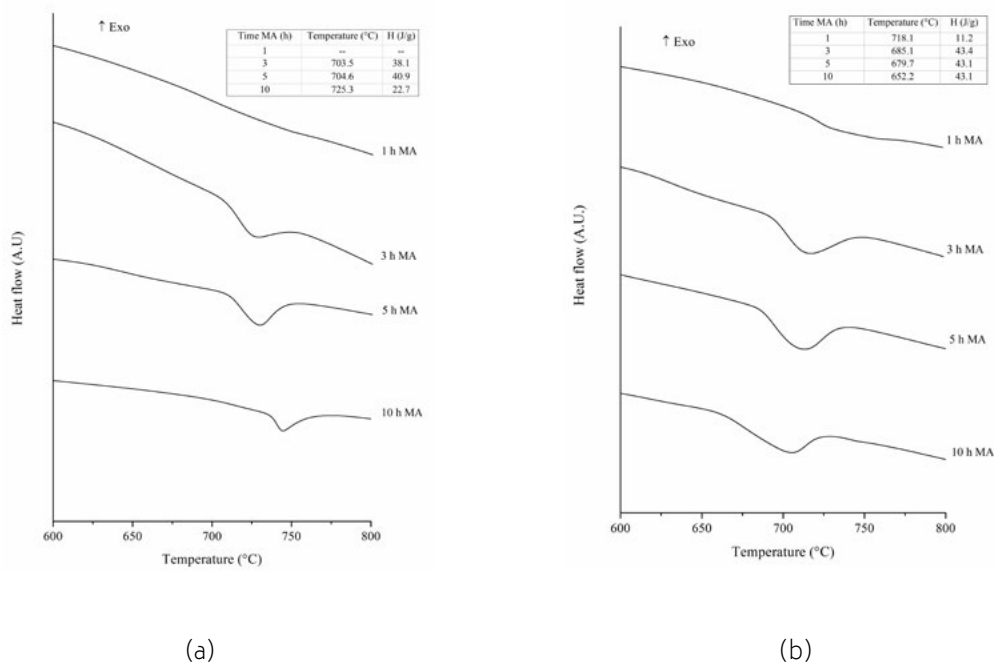 ↑ Exo
Time MA (h) Temperature (°C) H (J/g)
1 -- --
3 703.5 38.1
5 704.6 40.9
10 725.3 22.7
1 h MA
3 h MA
5 h MA
10 h MA
Heat flow (A.U)
600 650 700 750 800
Temperature (°C)
(a)
↑ Exo
Time MA (h) Temperature (°C) H (J/g)
1 718.1 11.2
3 685.1 43.4
5 679.7 43.1
10 652.2 43.1
1 h MA
3 h MA
5 h MA
10 h MA
Heat flow (A.U.)
600 650 700 750 800
Temperature (°C)
(b)